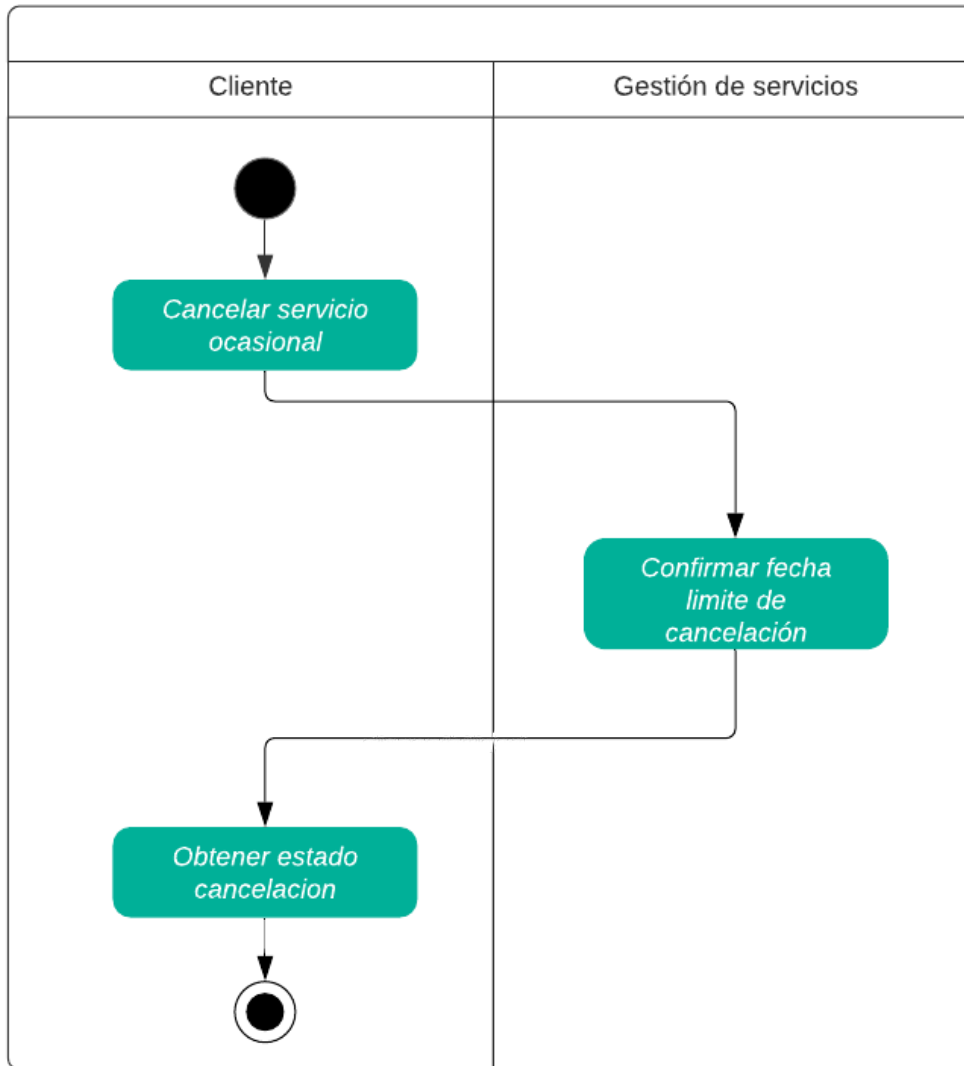 Cliente
Gestión de servicios
Cancelar servicio
ocasional
Confirmar fecha
limite de
cancelación
Obtener estado
cancelacion